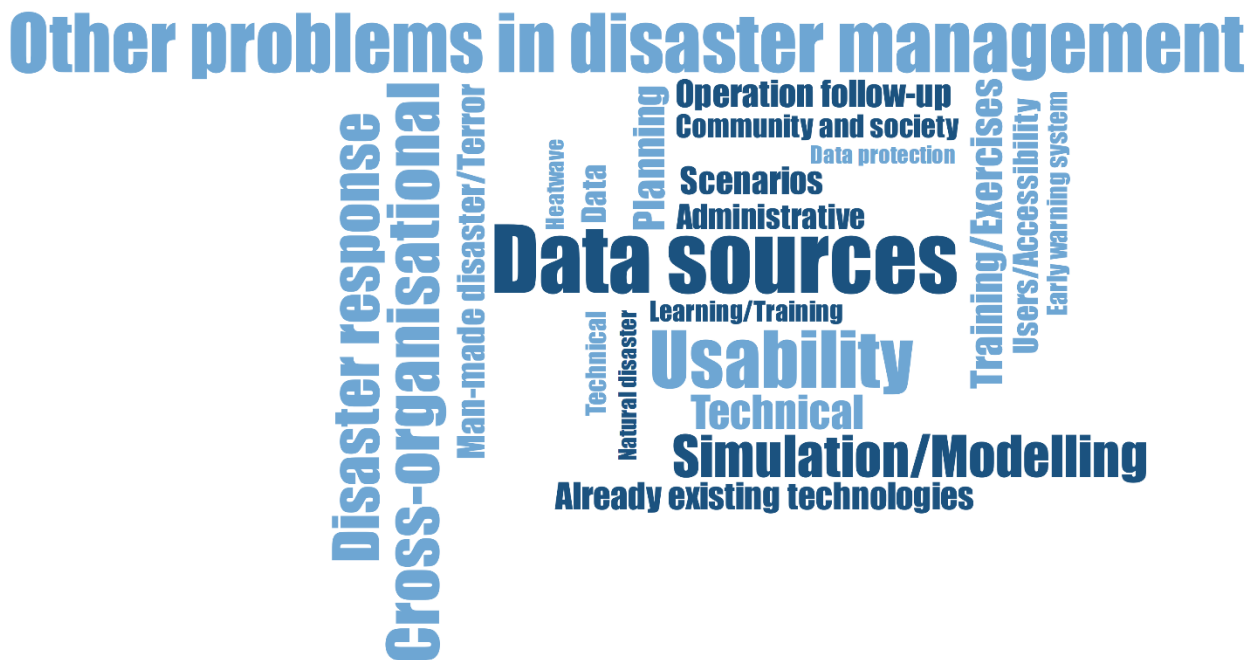 Other problems in disaster management
Disaster response
Cross-organisational
Man-made disaster/Terror
Heatwave
Data
Planning
Operation follow-up
Community and society
Data protection
Scenarios
Administrative
Data sources
Training/Exercises
Users/Accessibility
Early warning system
Learning/Training
Technical
Natural disaster
Usability
Technical
Simulation/Modelling
Already existing technologies